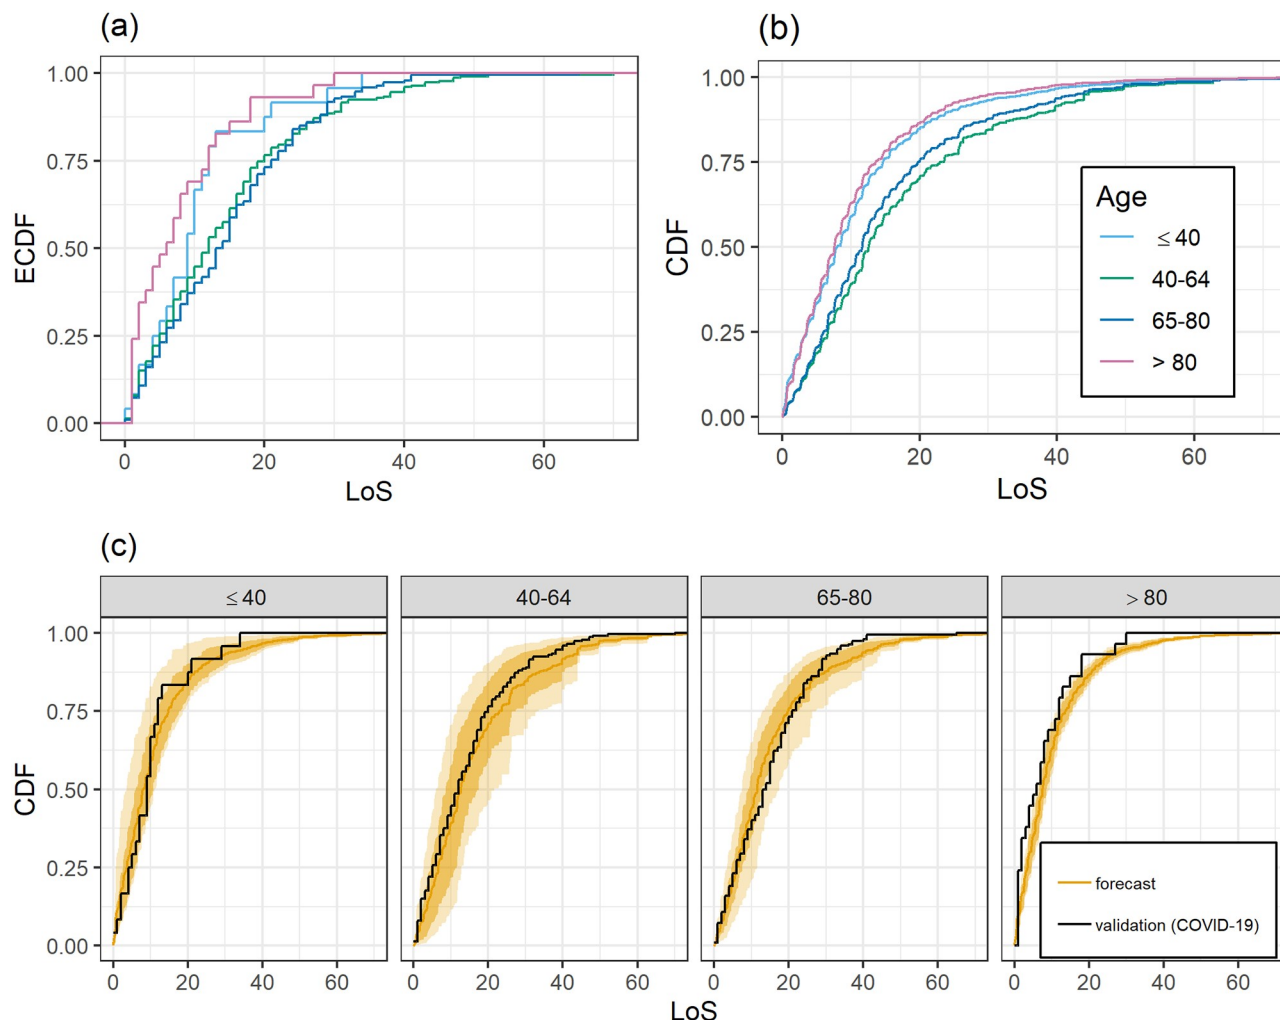 (a)
1.00
0.75
0.50
0.25
0.00
ECDF
0 20 40 60
LoS
(b)
1.00
0.75
0.50
0.25
0.00
CDF
0 20 40 60
LoS
Age
≤ 40
40-64
65-80
> 80
(c)
≤ 40 40-64 65-80 > 80
1.00
0.75
0.50
0.25
0.00
CDF
0 20 40 60 0 20 40 60 0 20 40 60 0 20 40 60
LoS
forecast
validation (COVID-19)